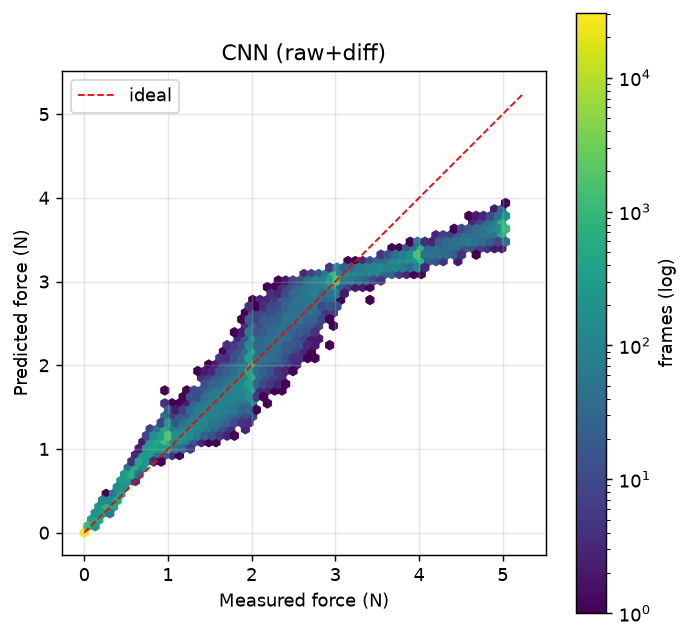 CNN (raw+diff)
ideal
5
4
3
2
1
0
0 1 2 3 4 5
Measured force (N)
Predicted force (N)
10⁴
10³
10²
10¹
10⁰
frames (log)